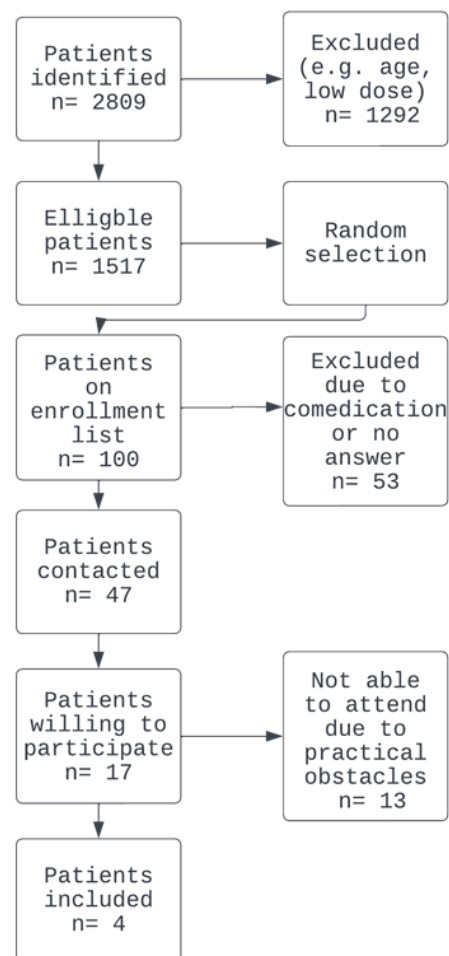 Patients
identified
n= 2809
Excluded
(e.g. age,
low dose)
n= 1292
Elligble
patients
n= 1517
Random
selection
Patients
on
enrollment
list
n= 100
Excluded
due to
comedication
or no
answer
n= 53
Patients
contacted
n= 47
Patients
willing to
participate
n= 17
Not able
to attend
due to
practical
obstacles
n= 13
Patients
included
n= 4